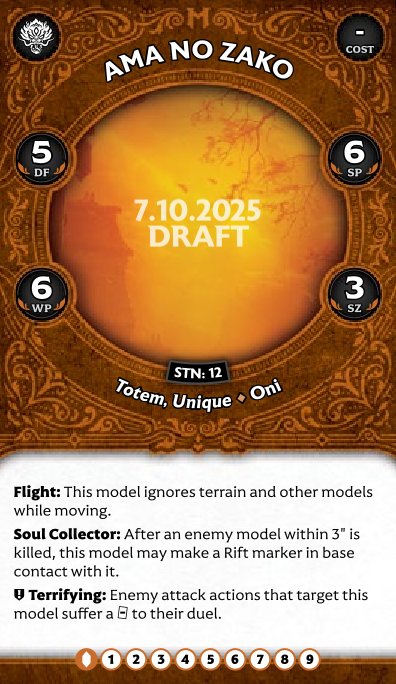 -
COST
AMA NO ZAKO
5
DF
6
SP
7.10.2025
DRAFT
6
WP
3
SZ
STN: 12
Totem, Unique ♦ Oni
Flight: This model ignores terrain and other models
while moving.
Soul Collector: After an enemy model within 3" is
killed, this model may make a Rift marker in base
contact with it.
Terrifying: Enemy attack actions that target this
model suffer a to their duel.
1 2 3 4 5 6 7 8 9